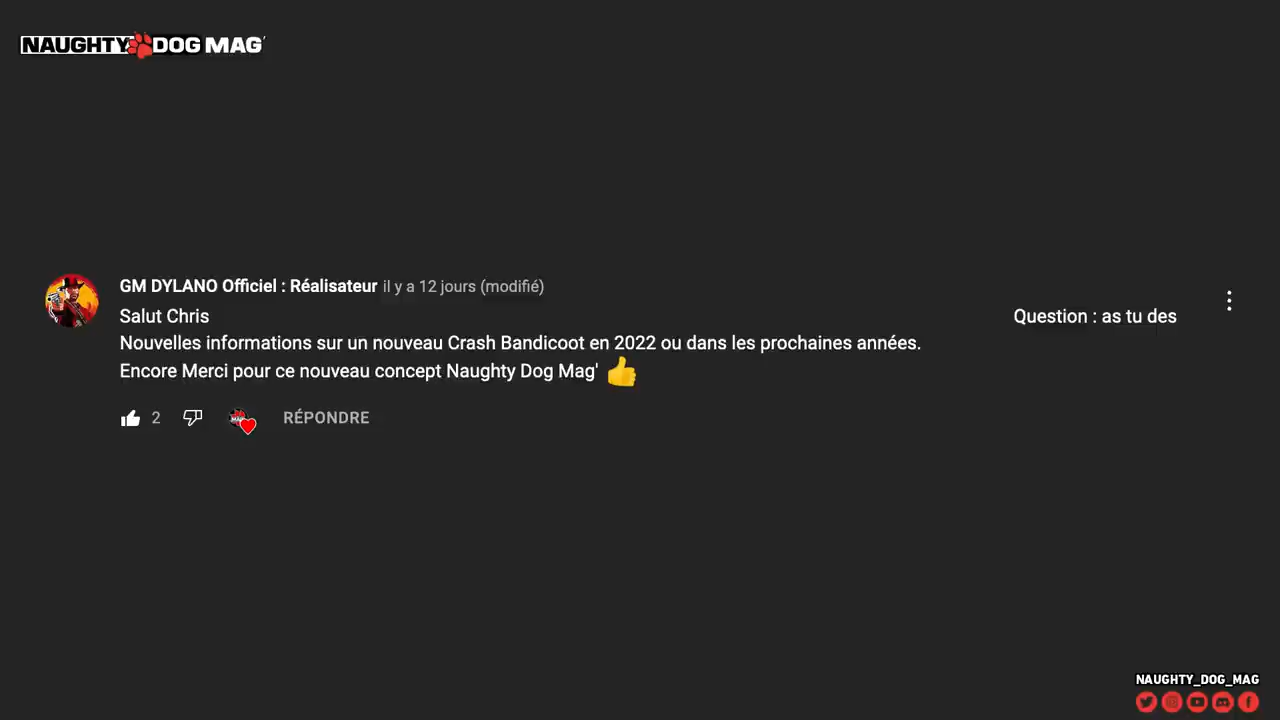 NAUGHTY DOG MAG'
GM DYLANO Officiel : Réalisateur il y a 12 jours (modifié)
Salut Chris Question : as tu des
Nouvelles informations sur un nouveau Crash Bandicoot en 2022 ou dans les prochaines années.
Encore Merci pour ce nouveau concept Naughty Dog Mag' 👍
2 RÉPONDRE
NAUGHTY_DOG_MAG